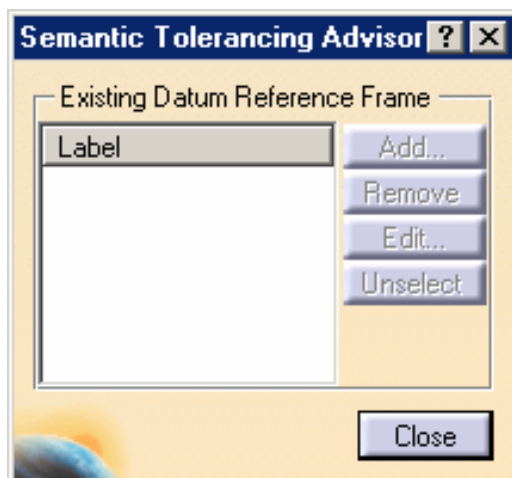 Semantic Tolerancing Advisor ? X
Existing Datum Reference Frame
Label
Add...
Remove
Edit...
Unselect
Close